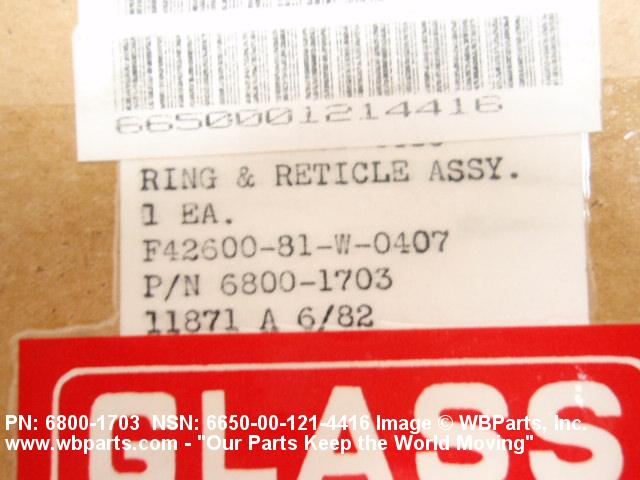 6650001214416
RING & RETICLE ASSY.
1 EA.
F42600-81-W-0407
P/N 6800-1703
11871 A 6/82
GLASS
PN: 6800-1703 NSN: 6650-00-121-4416 Image © WBParts, Inc.
www.wbparts.com - "Our Parts Keep the World Moving"